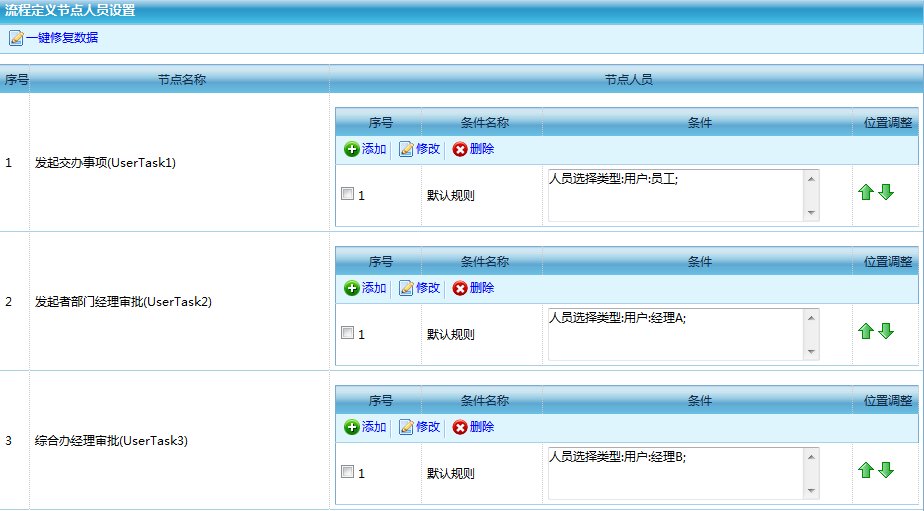 流程定义节点人员设置
一键修复数据
序号 节点名称 节点人员
序号 条件名称 条件 位置调整
添加 修改 删除
1 发起交办事项(UserTask1) 1 默认规则 人员选择类型:用户:员工;
序号 条件名称 条件 位置调整
添加 修改 删除
2 发起者部门经理审批(UserTask2) 1 默认规则 人员选择类型:用户:经理A;
序号 条件名称 条件 位置调整
添加 修改 删除
3 综合办经理审批(UserTask3) 1 默认规则 人员选择类型:用户:经理B;